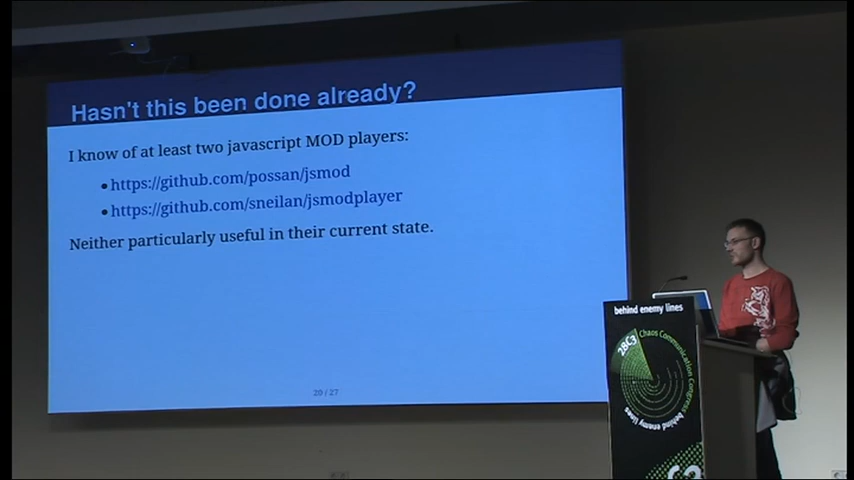 Hasn't this been done already?
I know of at least two javascript MOD players:
• https://github.com/possan/jsmod
• https://github.com/sneilan/jsmodplayer
Neither particularly useful in their current state.
20 / 27
behind enemy lines
28C3
Chaos Communication Congress
behind enemy lines